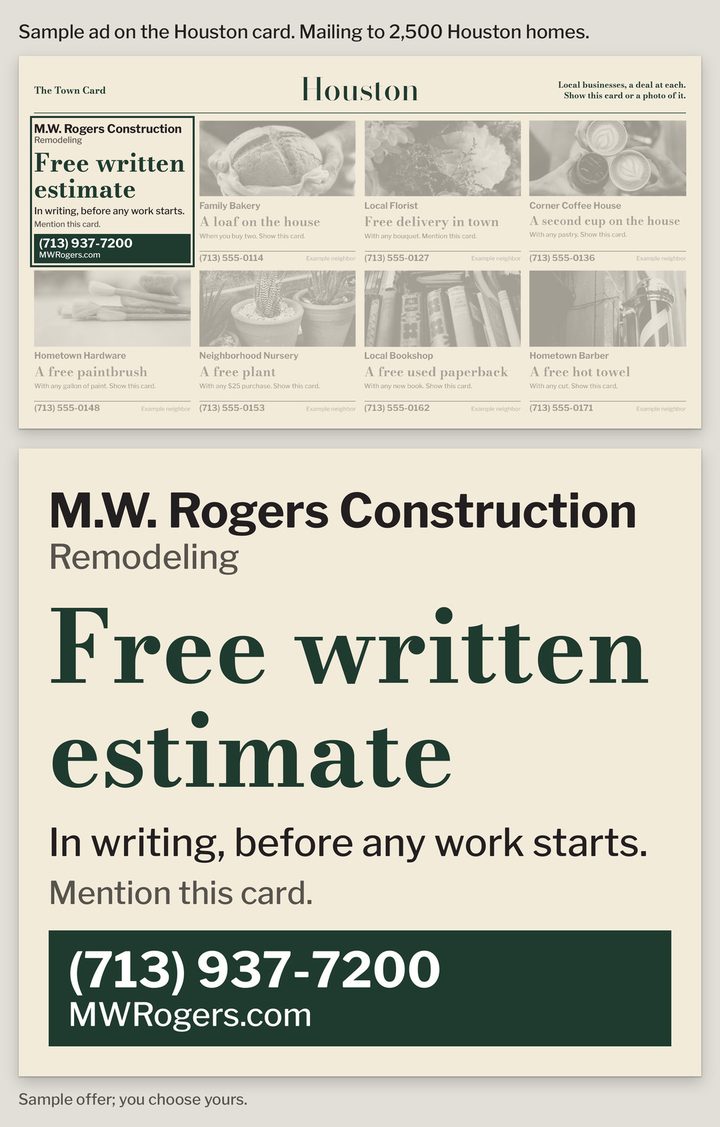 Sample ad on the Houston card. Mailing to 2,500 Houston homes.
The Town Card
Houston
Local businesses, a deal at each.
Show this card or a photo of it.
M.W. Rogers Construction
Remodeling
Free written
estimate
In writing, before any work starts.
Mention this card.
(713) 937-7200
MWRogers.com
Family Bakery
A loaf on the house
When you buy two. Show this card.
(713) 555-0114
Example neighbor
Local Florist
Free delivery in town
With any bouquet. Mention this card.
(713) 555-0127
Example neighbor
Corner Coffee House
A second cup on the house
With any pastry. Show this card.
(713) 555-0136
Example neighbor
Hometown Hardware
A free paintbrush
With any gallon of paint. Show this card.
(713) 555-0148
Example neighbor
Neighborhood Nursery
A free plant
With any $25 purchase. Show this card.
(713) 555-0153
Example neighbor
Local Bookshop
A free used paperback
With any new book. Show this card.
(713) 555-0162
Example neighbor
Hometown Barber
A free hot towel
With any cut. Show this card.
(713) 555-0171
Example neighbor
M.W. Rogers Construction
Remodeling
Free written
estimate
In writing, before any work starts.
Mention this card.
(713) 937-7200
MWRogers.com
Sample offer; you choose yours.